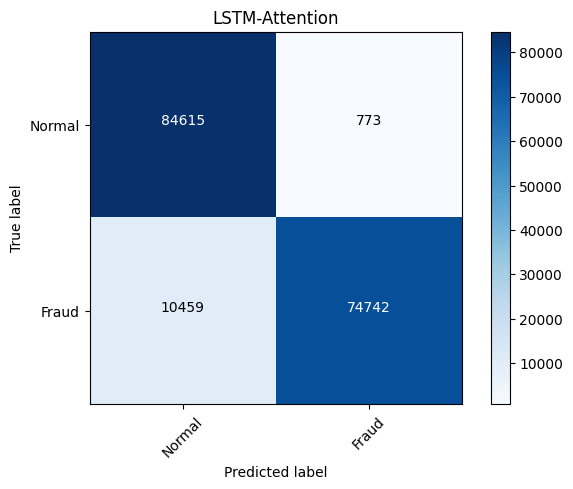 LSTM-Attention
True label
Normal
84615
773
Fraud
10459
74742
Normal
Fraud
Predicted label
80000
70000
60000
50000
40000
30000
20000
10000